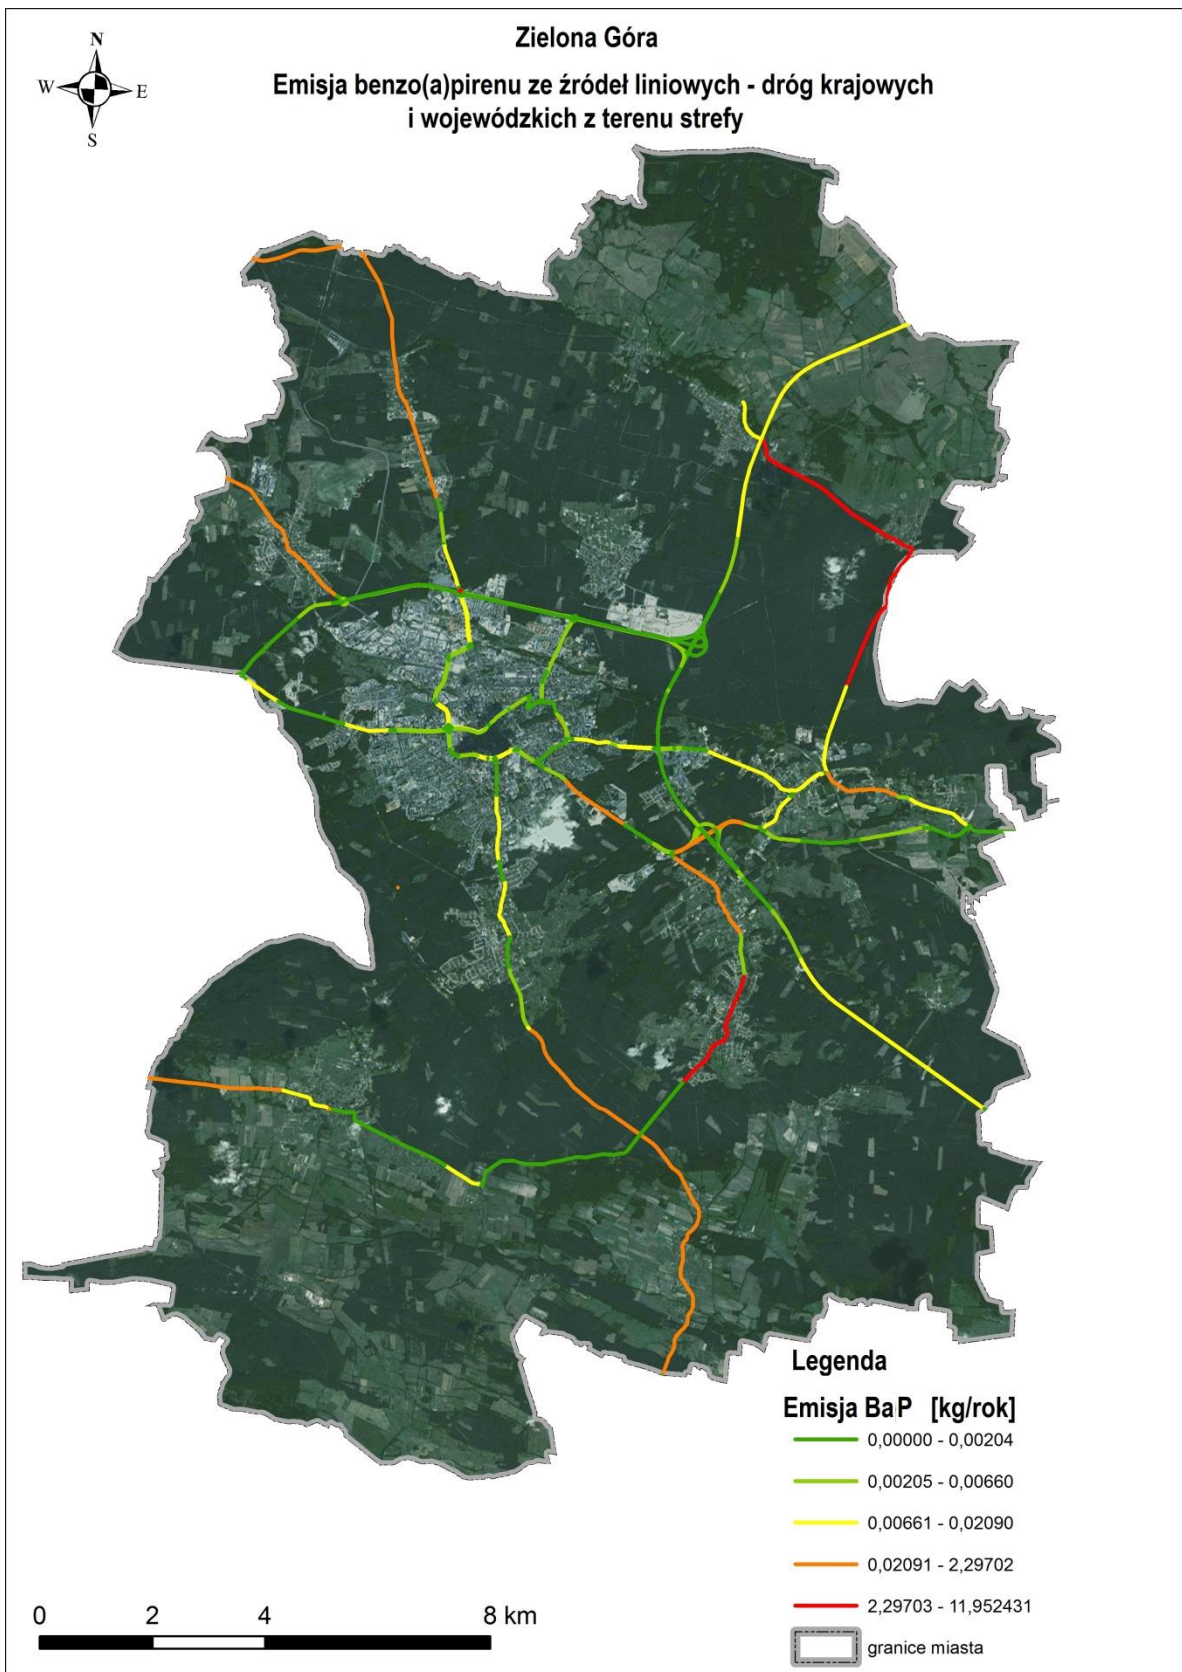 Zielona Góra
Emisja benzo(a)pirenu ze źródeł liniowych - dróg krajowych
i wojewódzkich z terenu strefy
N
W E
S
Legenda
Emisja BaP [kg/rok]
0,00000 - 0,00204
0,00205 - 0,00660
0,00661 - 0,02090
0,02091 - 2,29702
2,29703 - 11,952431
granice miasta
0 2 4 8 km